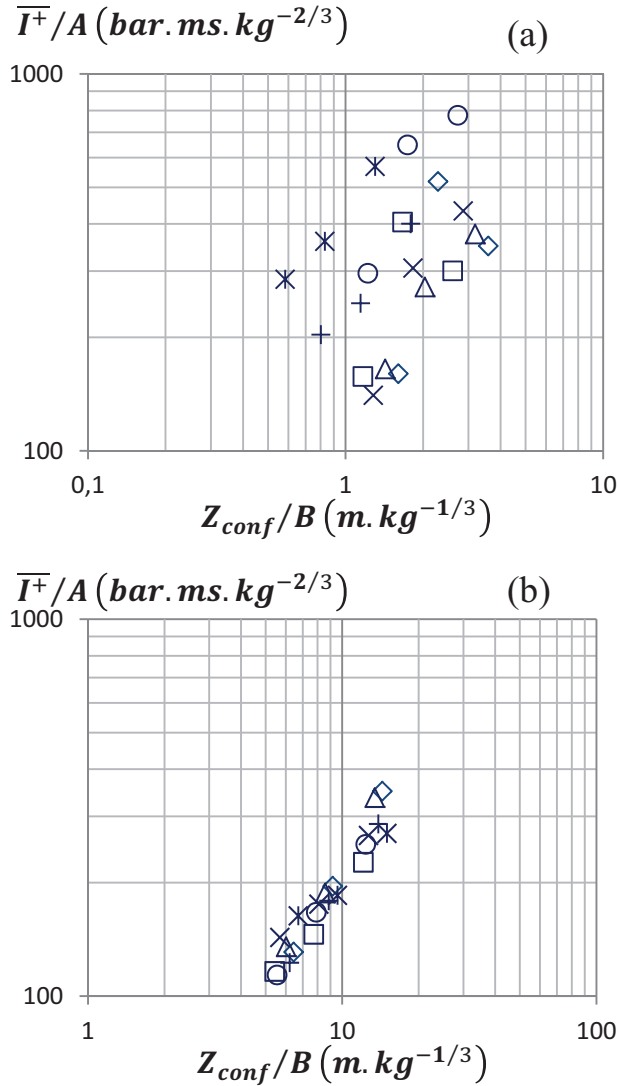 I⁺/A (bar.ms.kg⁻²/³) (a)
1000
100
0,1 1 10
Z_conf/B (m.kg⁻¹/³)
I⁺/A (bar.ms.kg⁻²/³) (b)
1000
100
1 10 100
Z_conf/B (m.kg⁻¹/³)